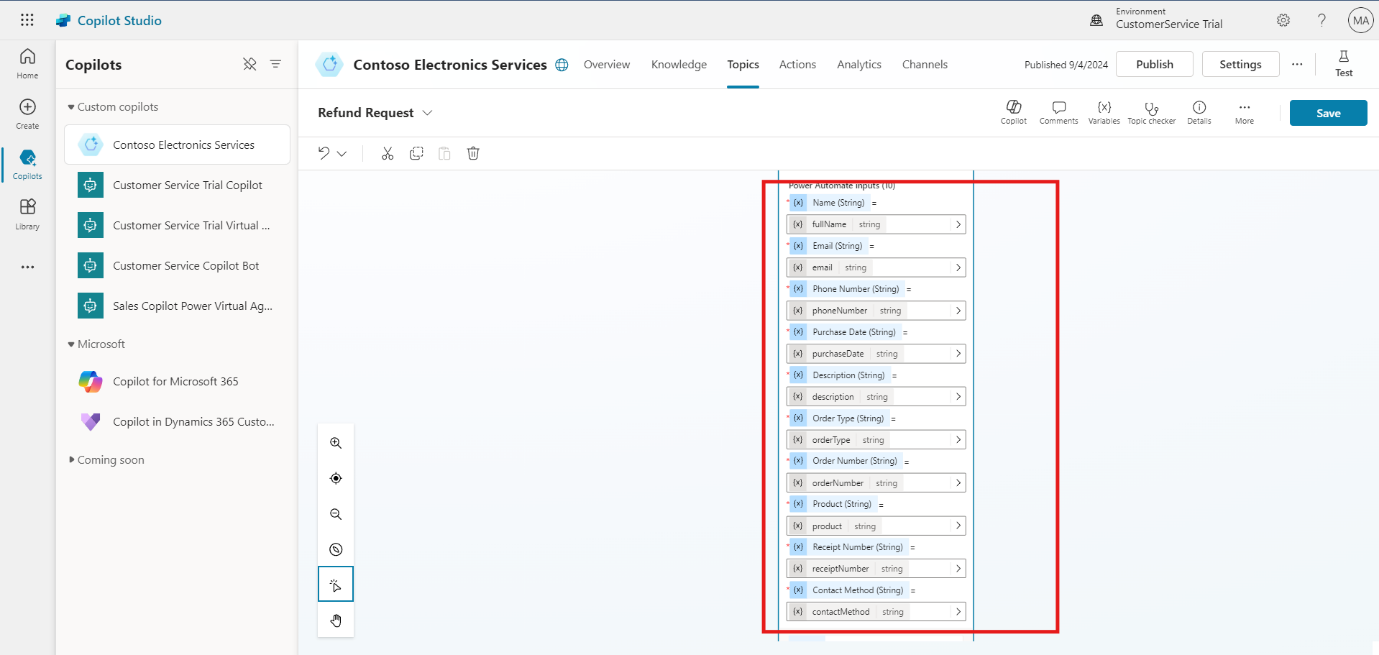 Copilot Studio
Environment
CustomerService Trial
MA
Home
Create
Copilots
Library
Copilots
Custom copilots
Contoso Electronics Services
Customer Service Trial Copilot
Customer Service Trial Virtual ...
Customer Service Copilot Bot
Sales Copilot Power Virtual Ag...
Microsoft
Copilot for Microsoft 365
Copilot in Dynamics 365 Custo...
Coming soon
Contoso Electronics Services
Overview
Knowledge
Topics
Actions
Analytics
Channels
Published 9/4/2024
Publish
Settings
Test
Refund Request
Copilot
Comments
Variables
Topic checker
Details
More
Save
Power Automate inputs (10)
* {x} Name (String) =
{x} fullName string
* {x} Email (String) =
{x} email string
* {x} Phone Number (String) =
{x} phoneNumber string
* {x} Purchase Date (String) =
{x} purchaseDate string
* {x} Description (String) =
{x} description string
* {x} Order Type (String) =
{x} orderType string
* {x} Order Number (String) =
{x} orderNumber string
* {x} Product (String) =
{x} product string
* {x} Receipt Number (String) =
{x} receiptNumber string
* {x} Contact Method (String) =
{x} contactMethod string